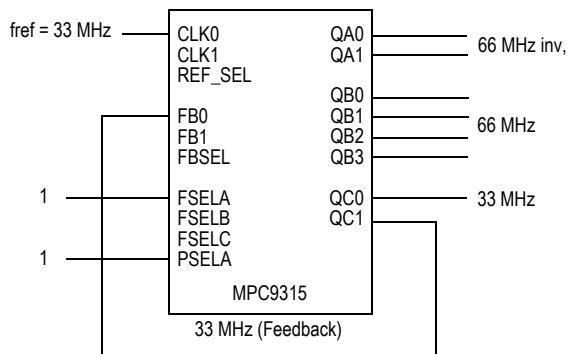 fref = 33 MHz
CLK0
CLK1
REF_SEL
FB0
FB1
FBSEL
1
FSELA
FSELB
FSELC
1
PSELA
QA0
QA1
66 MHz inv,
QB0
QB1
QB2
QB3
66 MHz
QC0
33 MHz
QC1
MPC9315
33 MHz (Feedback)